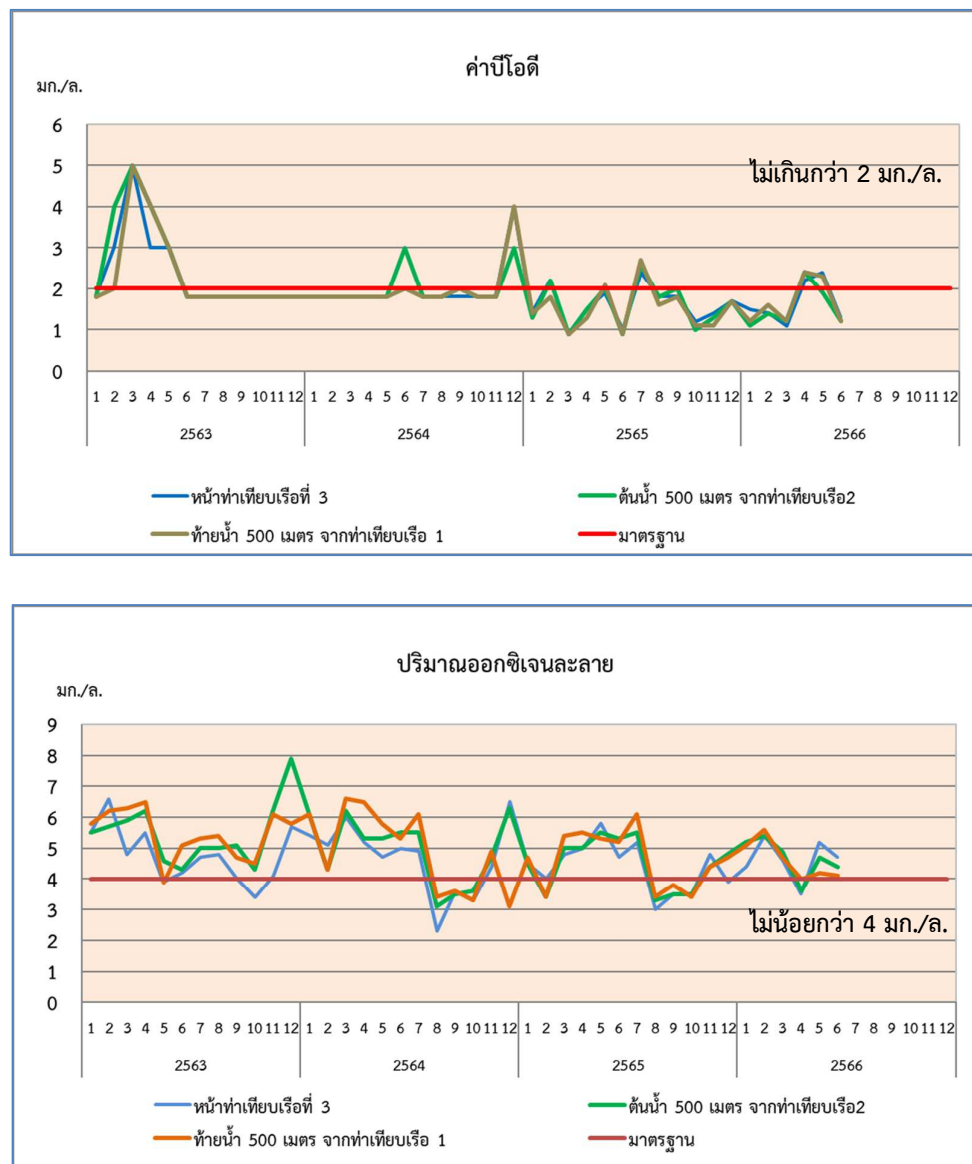 ค่าบีโอดี
มก./ล.
6
5
ไม่เกินกว่า 2 มก./ล.
4
3
2
1
0
1 2 3 4 5 6 7 8 9 10 11 12 1 2 3 4 5 6 7 8 9 10 11 12 1 2 3 4 5 6 7 8 9 10 11 12 1 2 3 4 5 6 7 8 9 10 11 12
2563 2564 2565 2566
หน้าท่าเทียบเรือที่ 3 ต้นน้ำ 500 เมตร จากท่าเทียบเรือ2
ท้ายน้ำ 500 เมตร จากท่าเทียบเรือ 1 มาตรฐาน
ปริมาณออกซิเจนละลาย
มก./ล.
9
8
7
6
5
4
3
ไม่น้อยกว่า 4 มก./ล.
2
1
0
1 2 3 4 5 6 7 8 9 10 11 12 1 2 3 4 5 6 7 8 9 10 11 12 1 2 3 4 5 6 7 8 9 10 11 12 1 2 3 4 5 6 7 8 9 10 11 12
2563 2564 2565 2566
หน้าท่าเทียบเรือที่ 3 ต้นน้ำ 500 เมตร จากท่าเทียบเรือ2
ท้ายน้ำ 500 เมตร จากท่าเทียบเรือ 1 มาตรฐาน